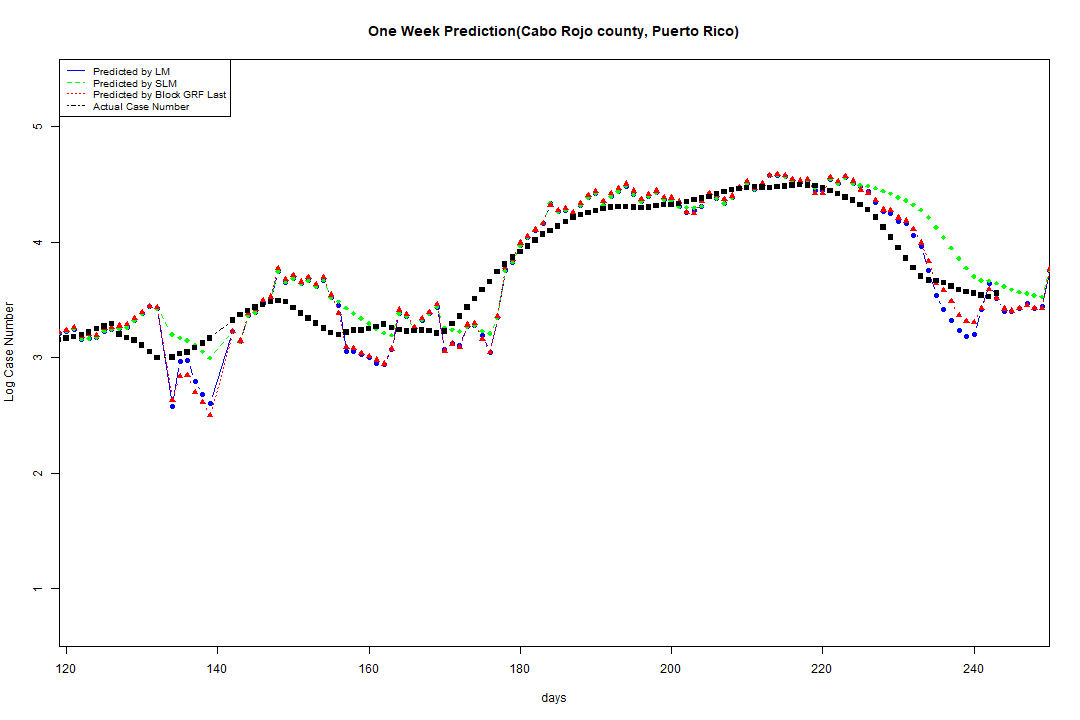 One Week Prediction(Cabo Rojo county, Puerto Rico)
Predicted by LM
Predicted by SLM
Predicted by Block GRF Last
Actual Case Number
5
4
3
2
1
Log Case Number
120 140 160 180 200 220 240
days